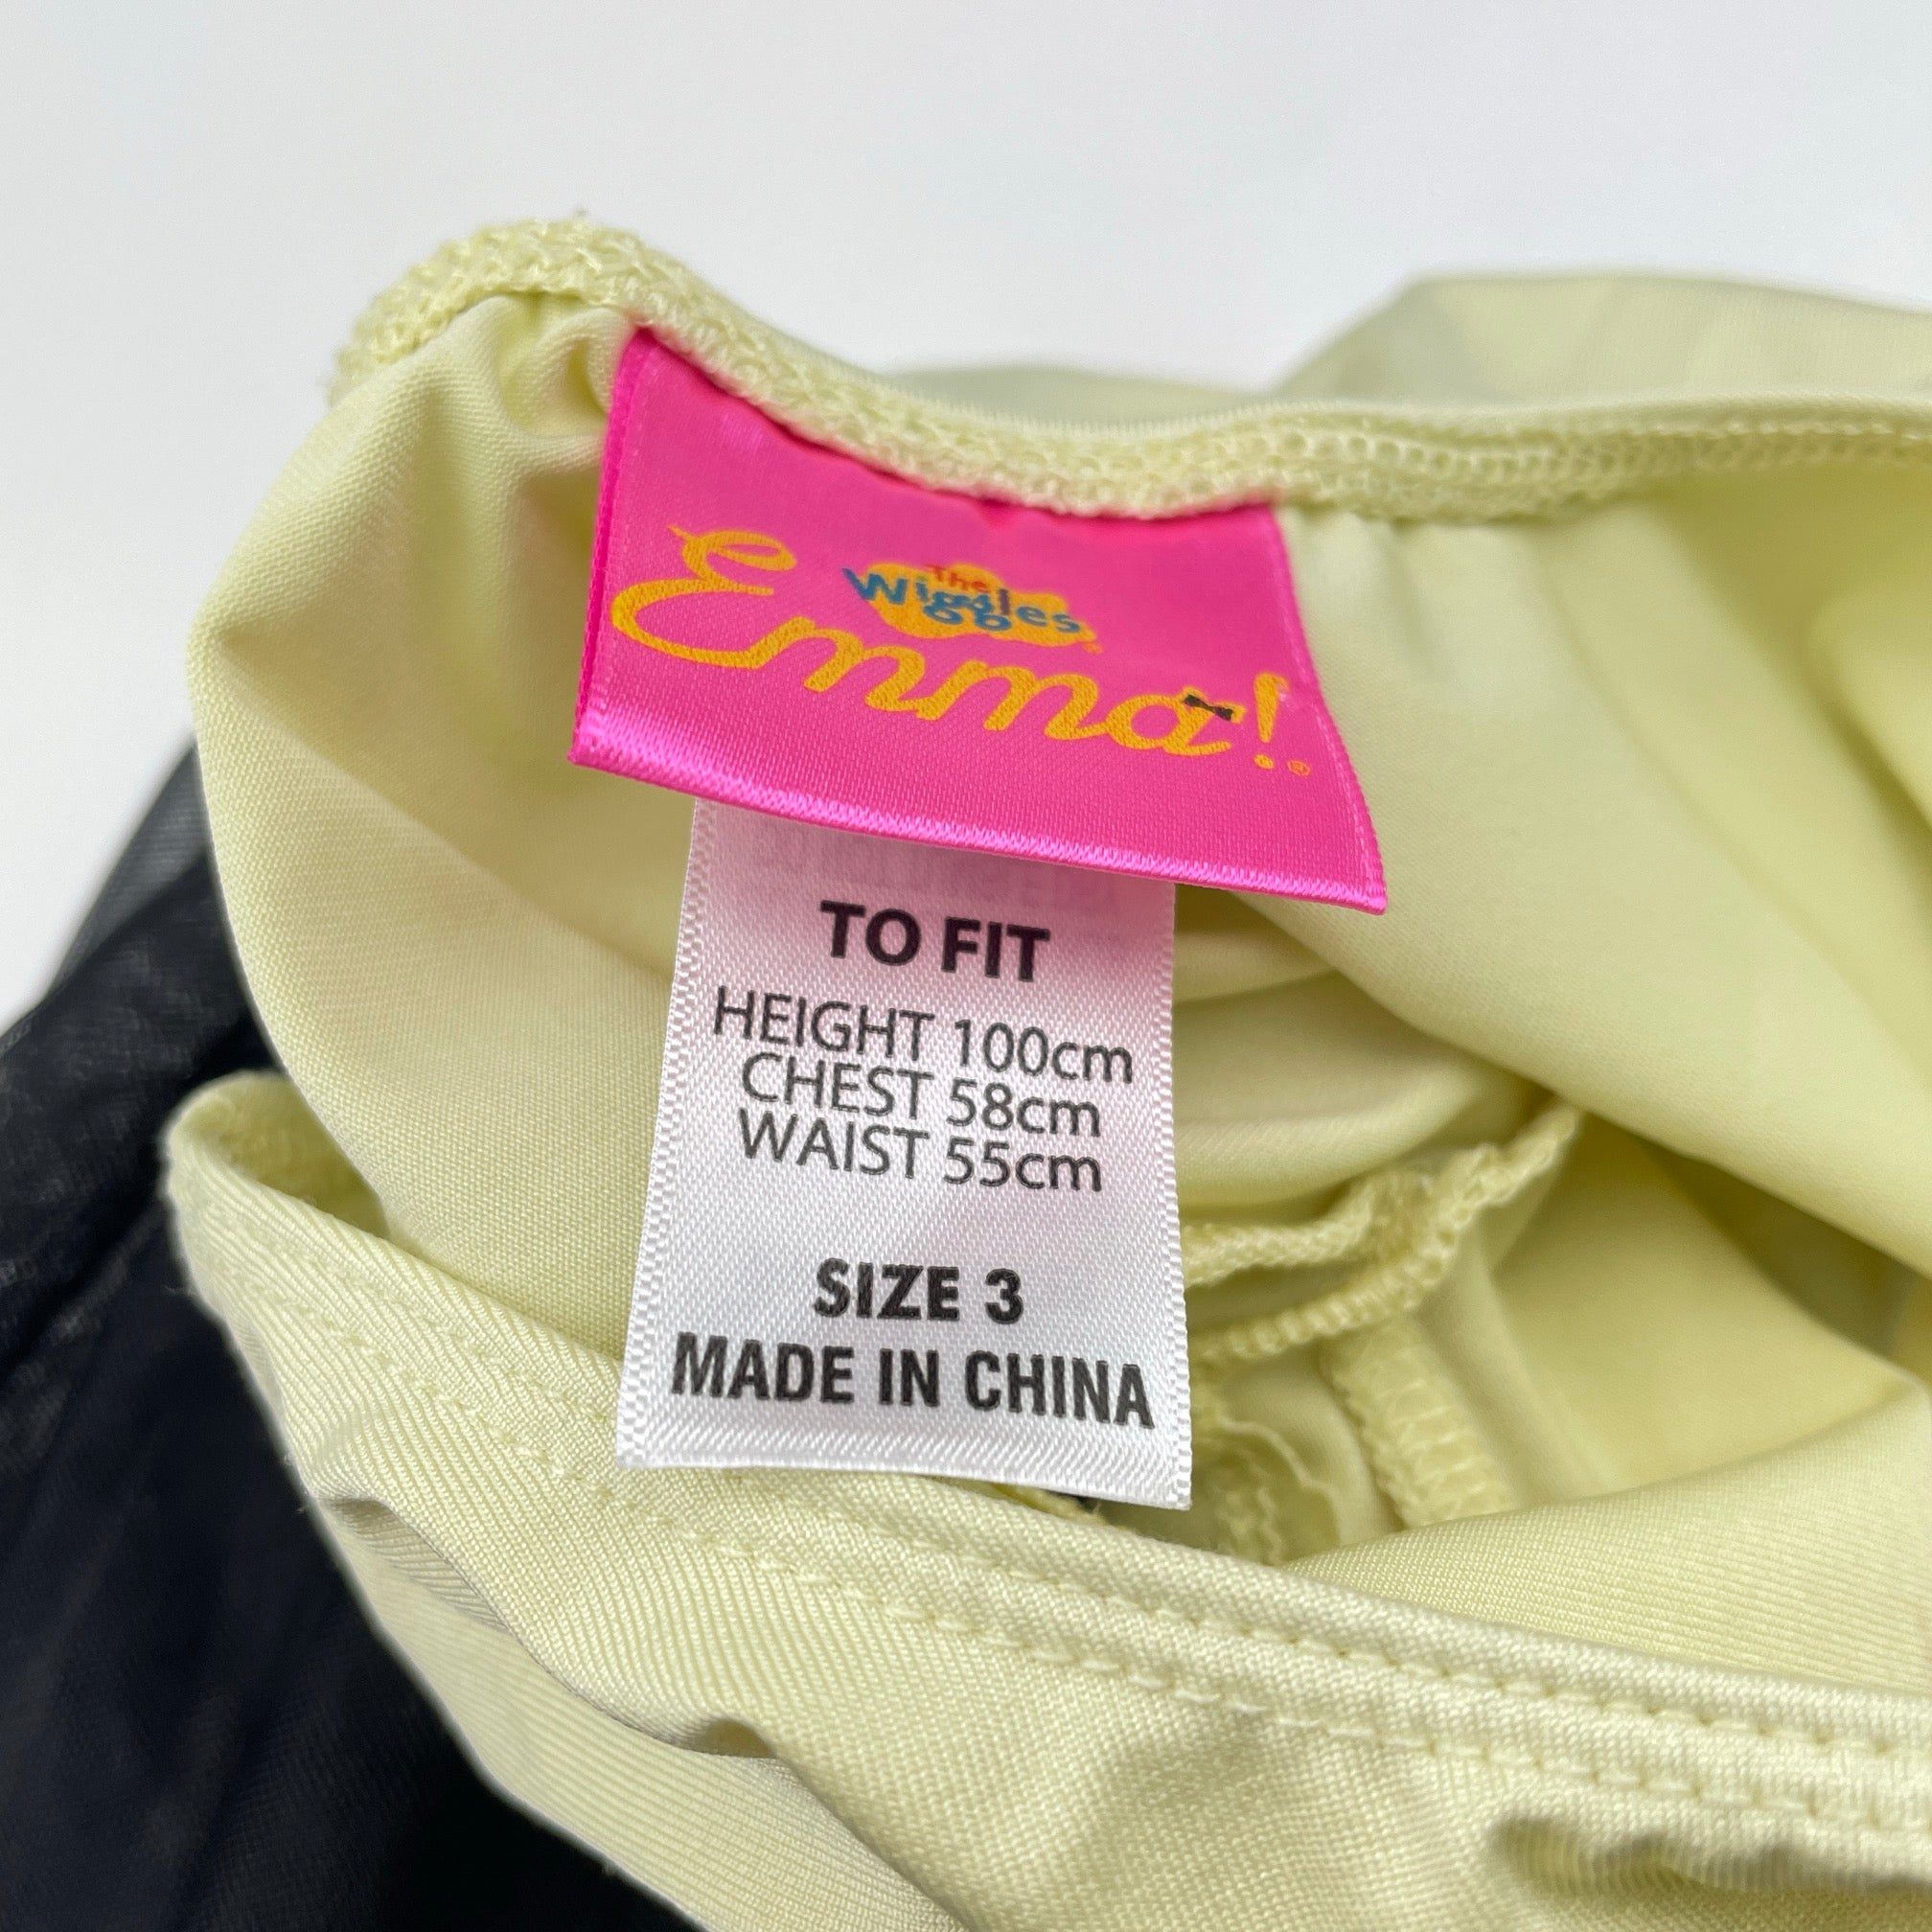 The
Wiggles
Emma!
TO FIT
HEIGHT 100cm
CHEST 58cm
WAIST 55cm
SIZE 3
MADE IN CHINA